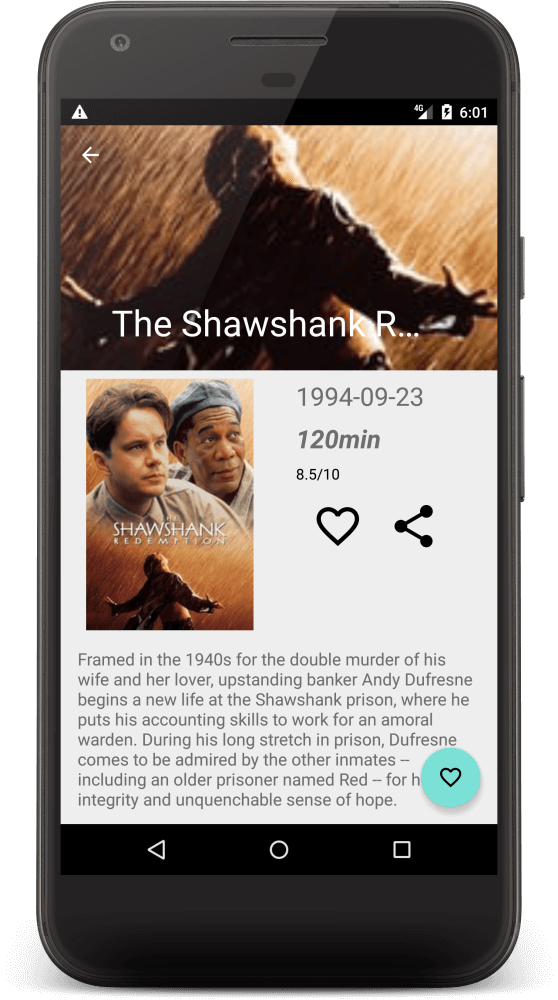 4G 6:01
The Shawshank R...
1994-09-23
120min
8.5/10
THE
SHAWSHANK
REDEMPTION
Framed in the 1940s for the double murder of his
wife and her lover, upstanding banker Andy Dufresne
begins a new life at the Shawshank prison, where he
puts his accounting skills to work for an amoral
warden. During his long stretch in prison, Dufresne
comes to be admired by the other inmates --
including an older prisoner named Red -- for
integrity and unquenchable sense of hope.